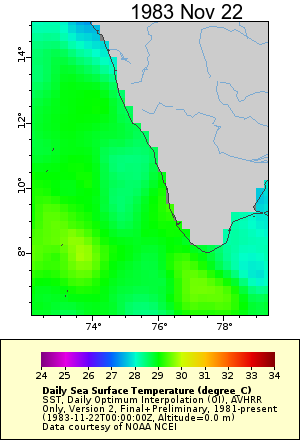 1983 Nov 22
14°
12°
10°
8°
74°
76°
78°
24 25 26 27 28 29 30 31 32 33 34
Daily Sea Surface Temperature (degree_C)
SST, Daily Optimum Interpolation (OI), AVHRR
Only, Version 2, Final+Preliminary, 1981-present
(1983-11-22T00:00:00Z, Altitude=0.0 m)
Data courtesy of NOAA NCEI